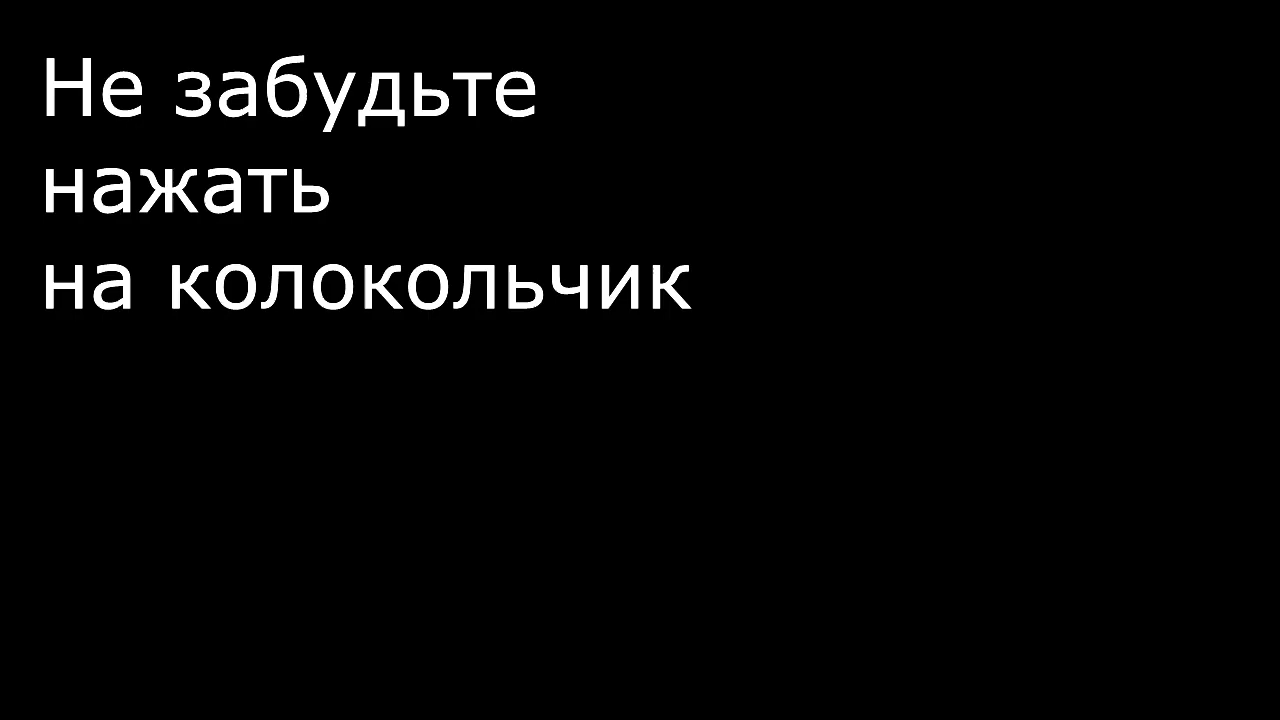 Не забудьте
нажать
на колокольчик